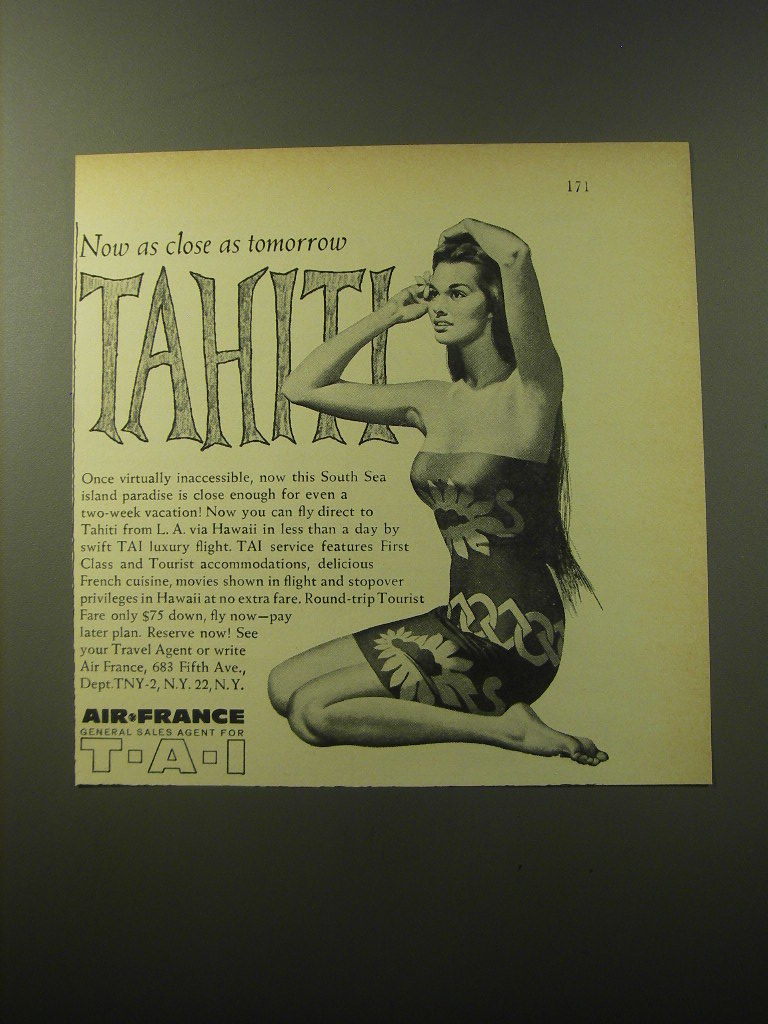 171
Now as close as tomorrow
TAHITI
Once virtually inaccessible, now this South Sea
island paradise is close enough for even a
two-week vacation! Now you can fly direct to
Tahiti from L. A. via Hawaii in less than a day by
swift TAI luxury flight. TAI service features First
Class and Tourist accommodations, delicious
French cuisine, movies shown in flight and stopover
privileges in Hawaii at no extra fare. Round-trip Tourist
Fare only $75 down, fly now—pay
later plan. Reserve now! See
your Travel Agent or write
Air France, 683 Fifth Ave.,
Dept. TNY-2, N.Y. 22, N.Y.
AIR FRANCE
GENERAL SALES AGENT FOR
T·A·I